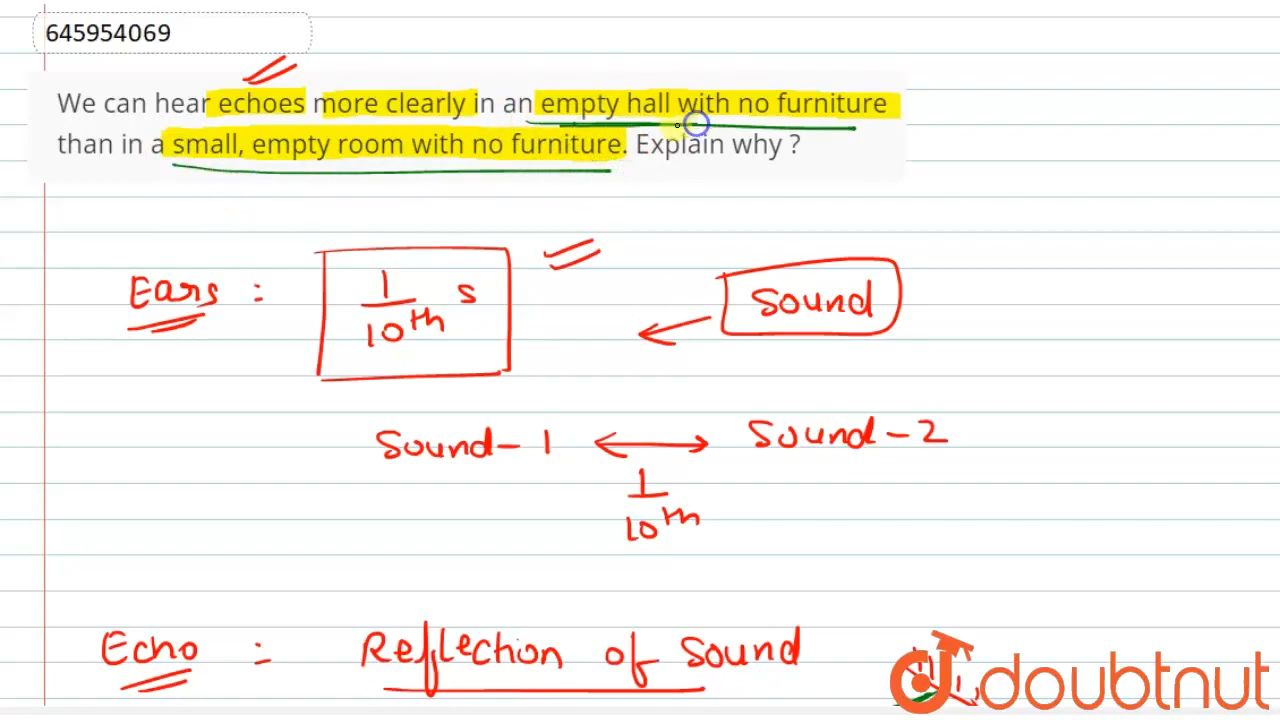 645954069
We can hear echoes more clearly in an empty hall with no furniture
than in a small, empty room with no furniture. Explain why ?
Ears : 1/10th s Sound
Sound-1 ↔ Sound-2
1/10th
Echo : Reflection of Sound
doubtnut